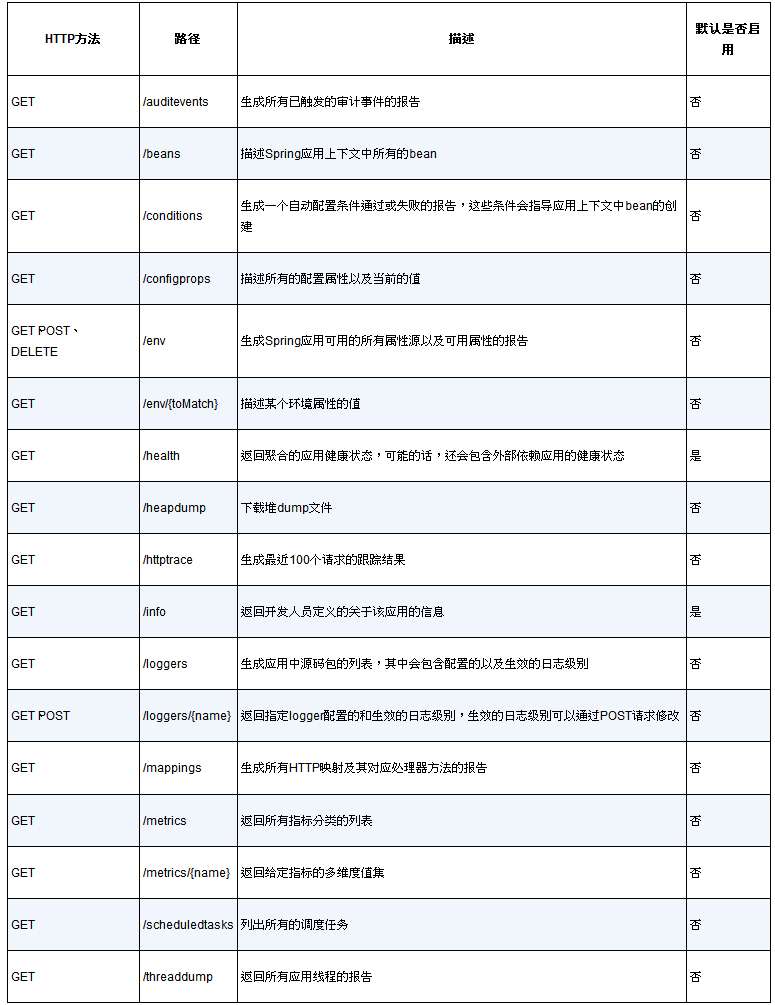 HTTP方法 路径 描述 默认是否启
用
GET /auditevents 生成所有已触发的审计事件的报告 否
GET /beans 描述Spring应用上下文中所有的bean 否
GET /conditions 生成一个自动配置条件通过或失败的报告，这些条件会指导应用上下文中bean的创 否
建
GET /configprops 描述所有的配置属性以及当前的值 否
GET POST、
DELETE /env 生成Spring应用可用的所有属性源以及可用属性的报告 否
GET /env/{toMatch} 描述某个环境属性的值 否
GET /health 返回聚合的应用健康状态，可能的话，还会包含外部依赖应用的健康状态 是
GET /heapdump 下载堆dump文件 否
GET /httptrace 生成最近100个请求的跟踪结果 否
GET /info 返回开发人员定义的关于该应用的信息 是
GET /loggers 生成应用中源码包的列表，其中会包含配置的以及生效的日志级别 否
GET POST /loggers/{name} 返回指定logger配置的和生效的日志级别，生效的日志级别可以通过POST请求修改 否
GET /mappings 生成所有HTTP映射及其对应处理器方法的报告 否
GET /metrics 返回所有指标分类的列表 否
GET /metrics/{name} 返回给定指标的多维度值集 否
GET /scheduledtasks 列出所有的调度任务 否
GET /threaddump 返回所有应用线程的报告 否